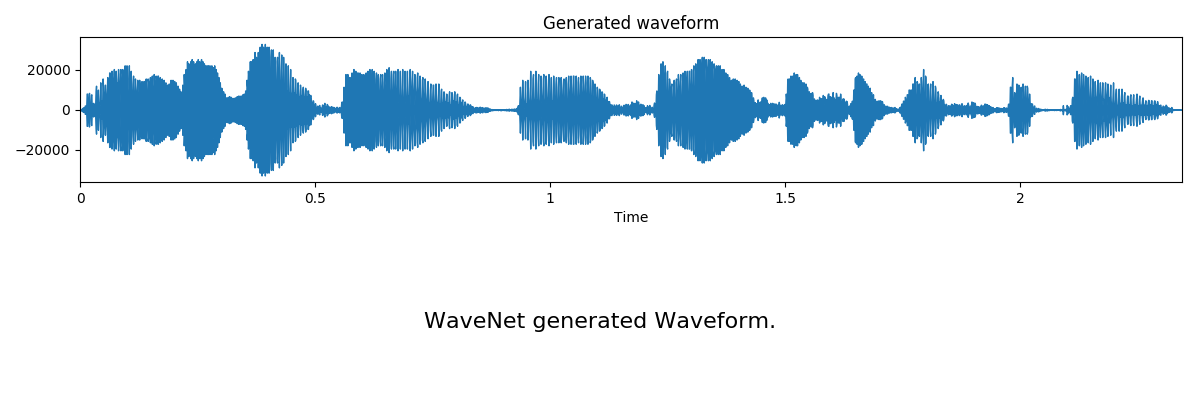 Generated waveform
20000
0
−20000
0 0.5 1 1.5 2
Time
WaveNet generated Waveform.